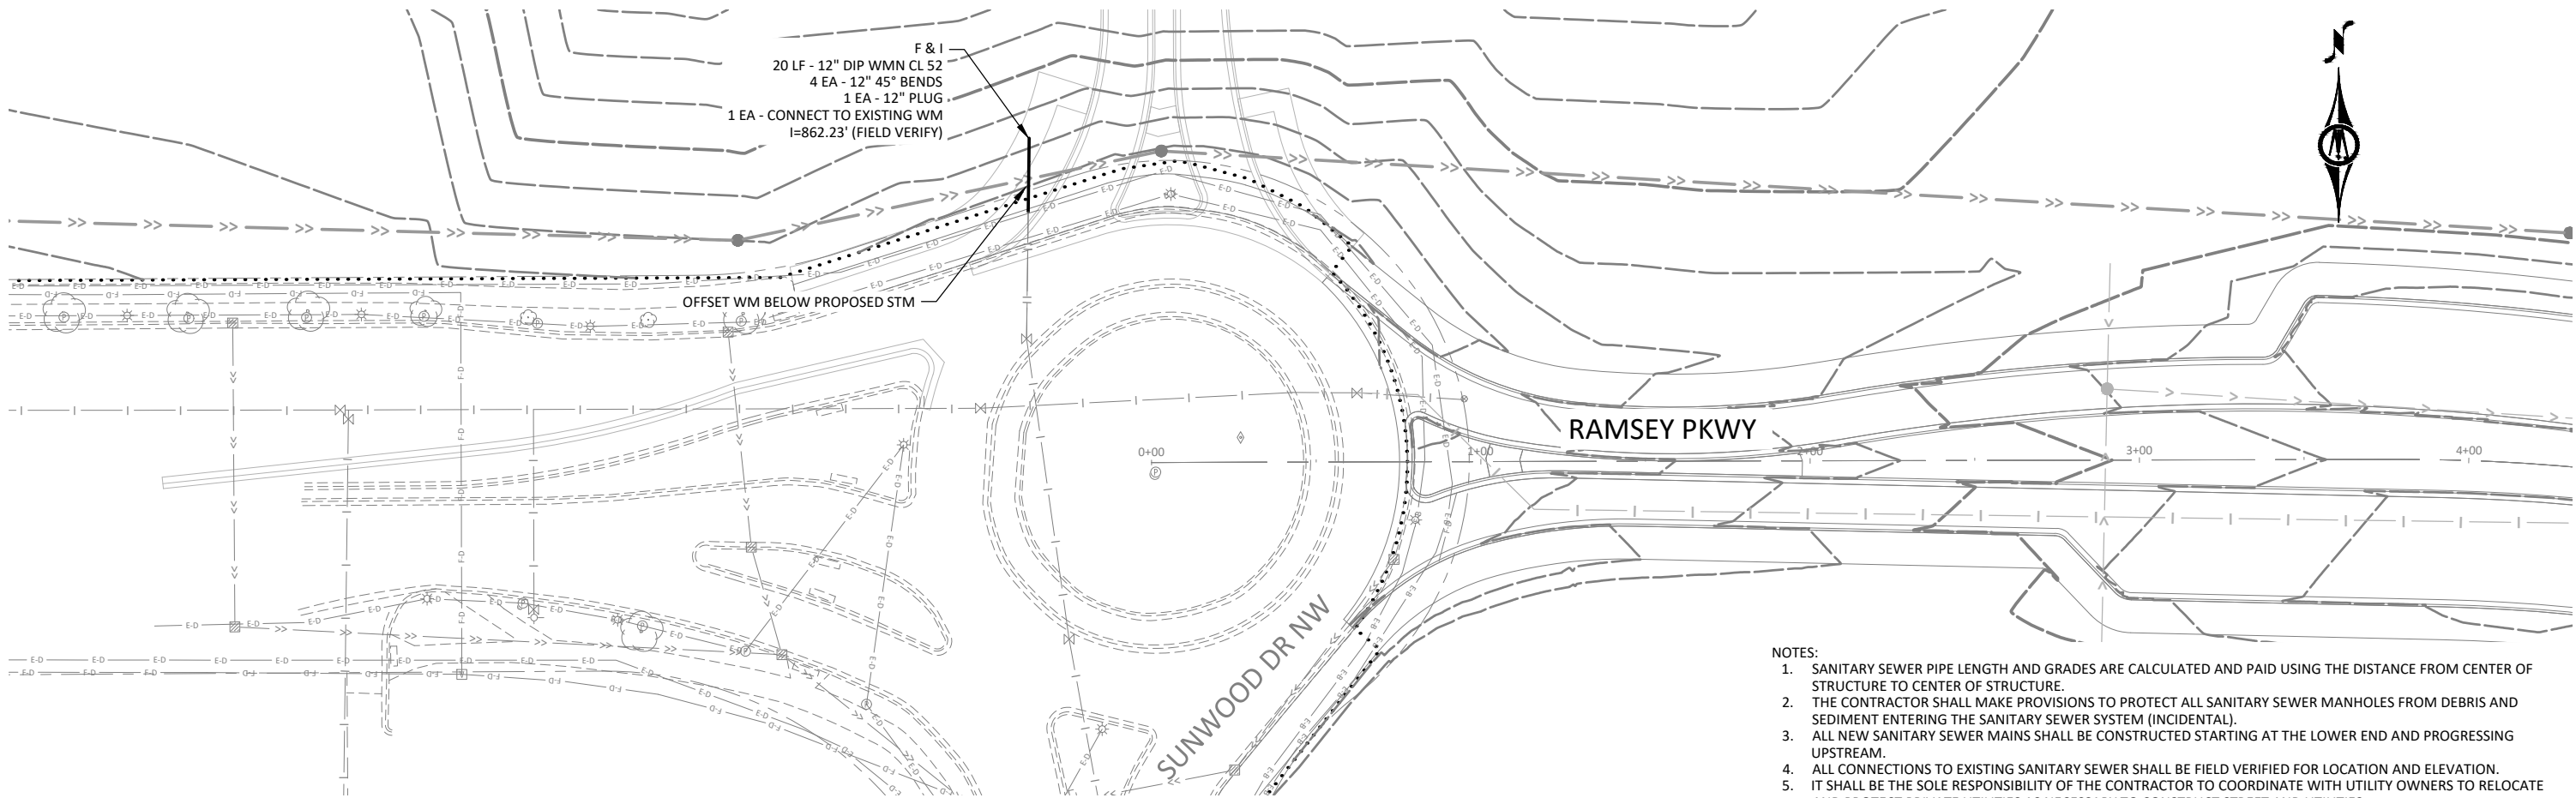 F & I
20 LF - 12" DIP WMN CL 52
4 EA - 12" 45° BENDS
1 EA - 12" PLUG
1 EA - CONNECT TO EXISTING WM
I=862.23' (FIELD VERIFY)
N
OFFSET WM BELOW PROPOSED STM
RAMSEY PKWY
0+00
1+00
2+00
3+00
4+00
SUNWOOD DR NW
NOTES:
1. SANITARY SEWER PIPE LENGTH AND GRADES ARE CALCULATED AND PAID USING THE DISTANCE FROM CENTER OF
STRUCTURE TO CENTER OF STRUCTURE.
2. THE CONTRACTOR SHALL MAKE PROVISIONS TO PROTECT ALL SANITARY SEWER MANHOLES FROM DEBRIS AND
SEDIMENT ENTERING THE SANITARY SEWER SYSTEM (INCIDENTAL).
3. ALL NEW SANITARY SEWER MAINS SHALL BE CONSTRUCTED STARTING AT THE LOWER END AND PROGRESSING
UPSTREAM.
4. ALL CONNECTIONS TO EXISTING SANITARY SEWER SHALL BE FIELD VERIFIED FOR LOCATION AND ELEVATION.
5. IT SHALL BE THE SOLE RESPONSIBILITY OF THE CONTRACTOR TO COORDINATE WITH UTILITY OWNERS TO RELOCATE